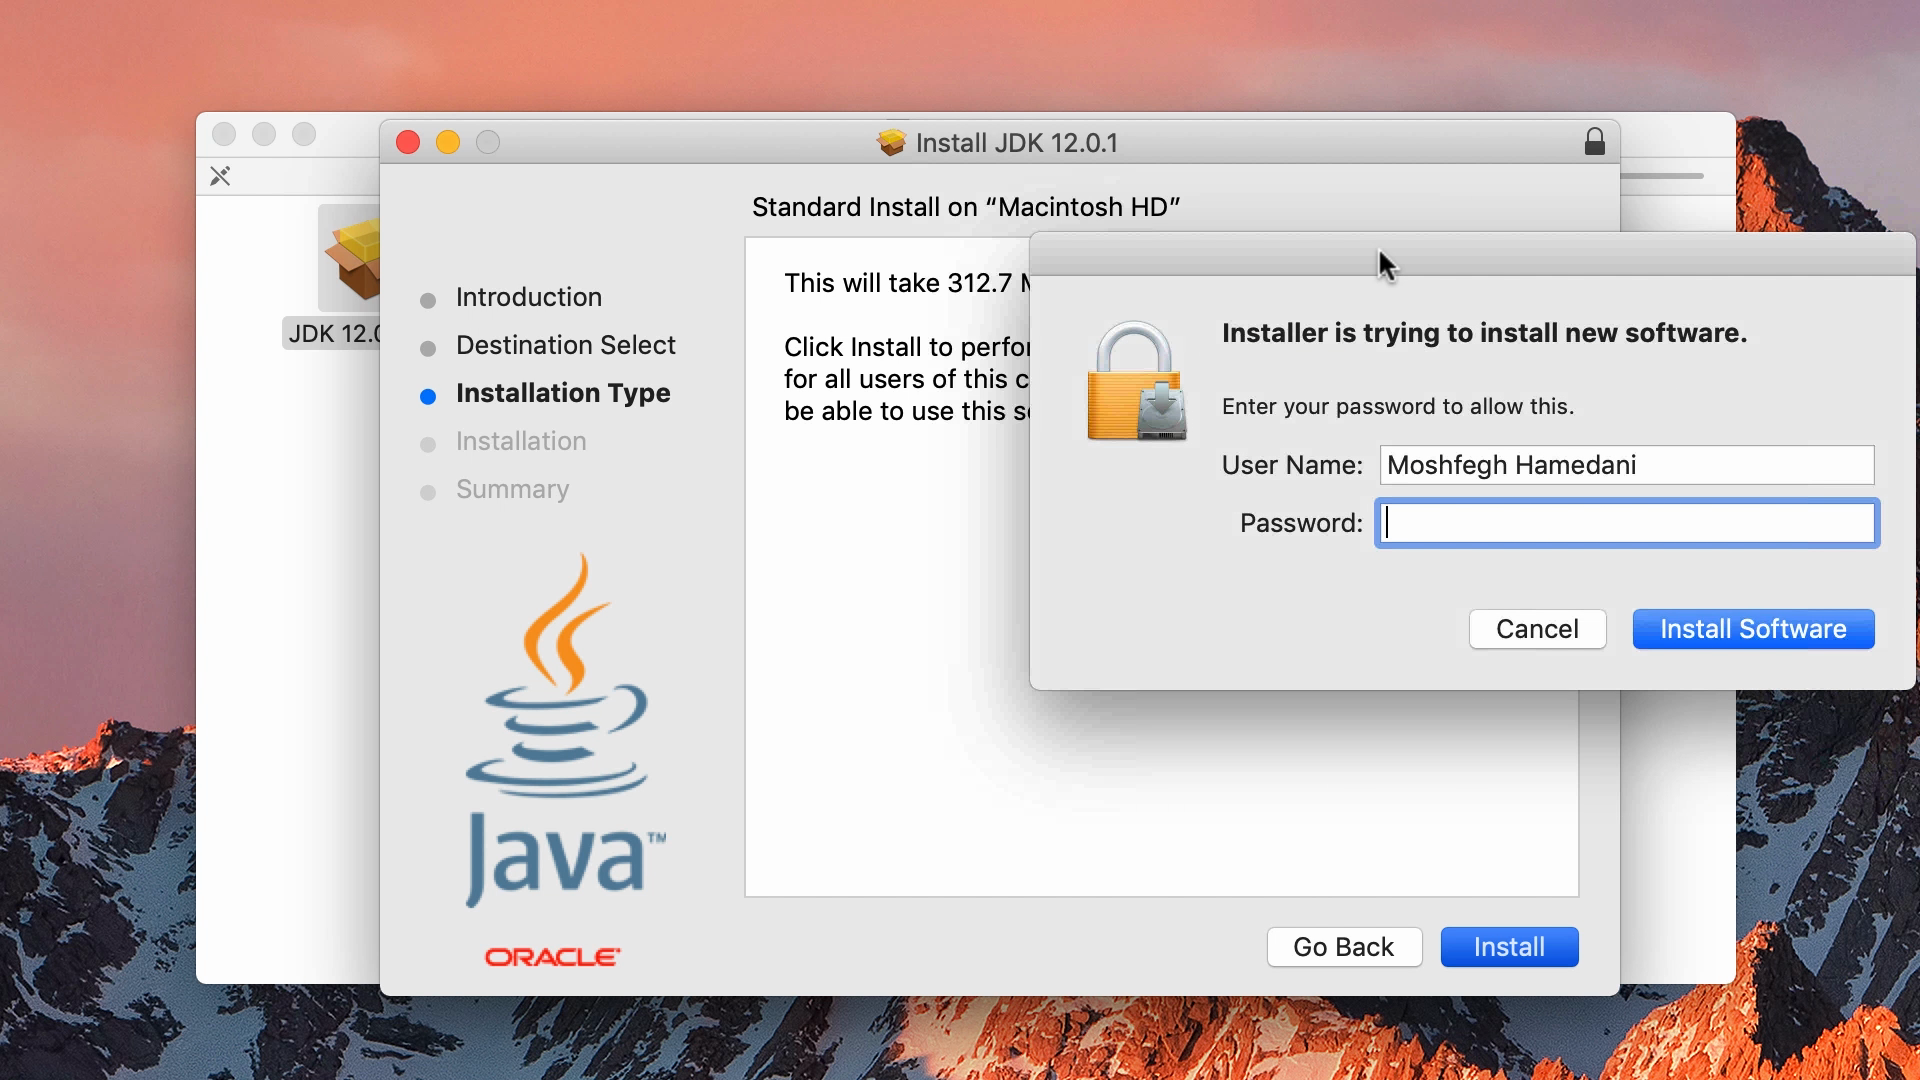 Install JDK 12.0.1
Standard Install on “Macintosh HD”
JDK 12.0
Introduction
Destination Select
Installation Type
Installation
Summary
This will take 312.7
Click Install to perfor
for all users of this c
be able to use this so
Installer is trying to install new software.
Enter your password to allow this.
User Name: Moshfegh Hamedani
Password:
Cancel Install Software
Java™
ORACLE
Go Back Install